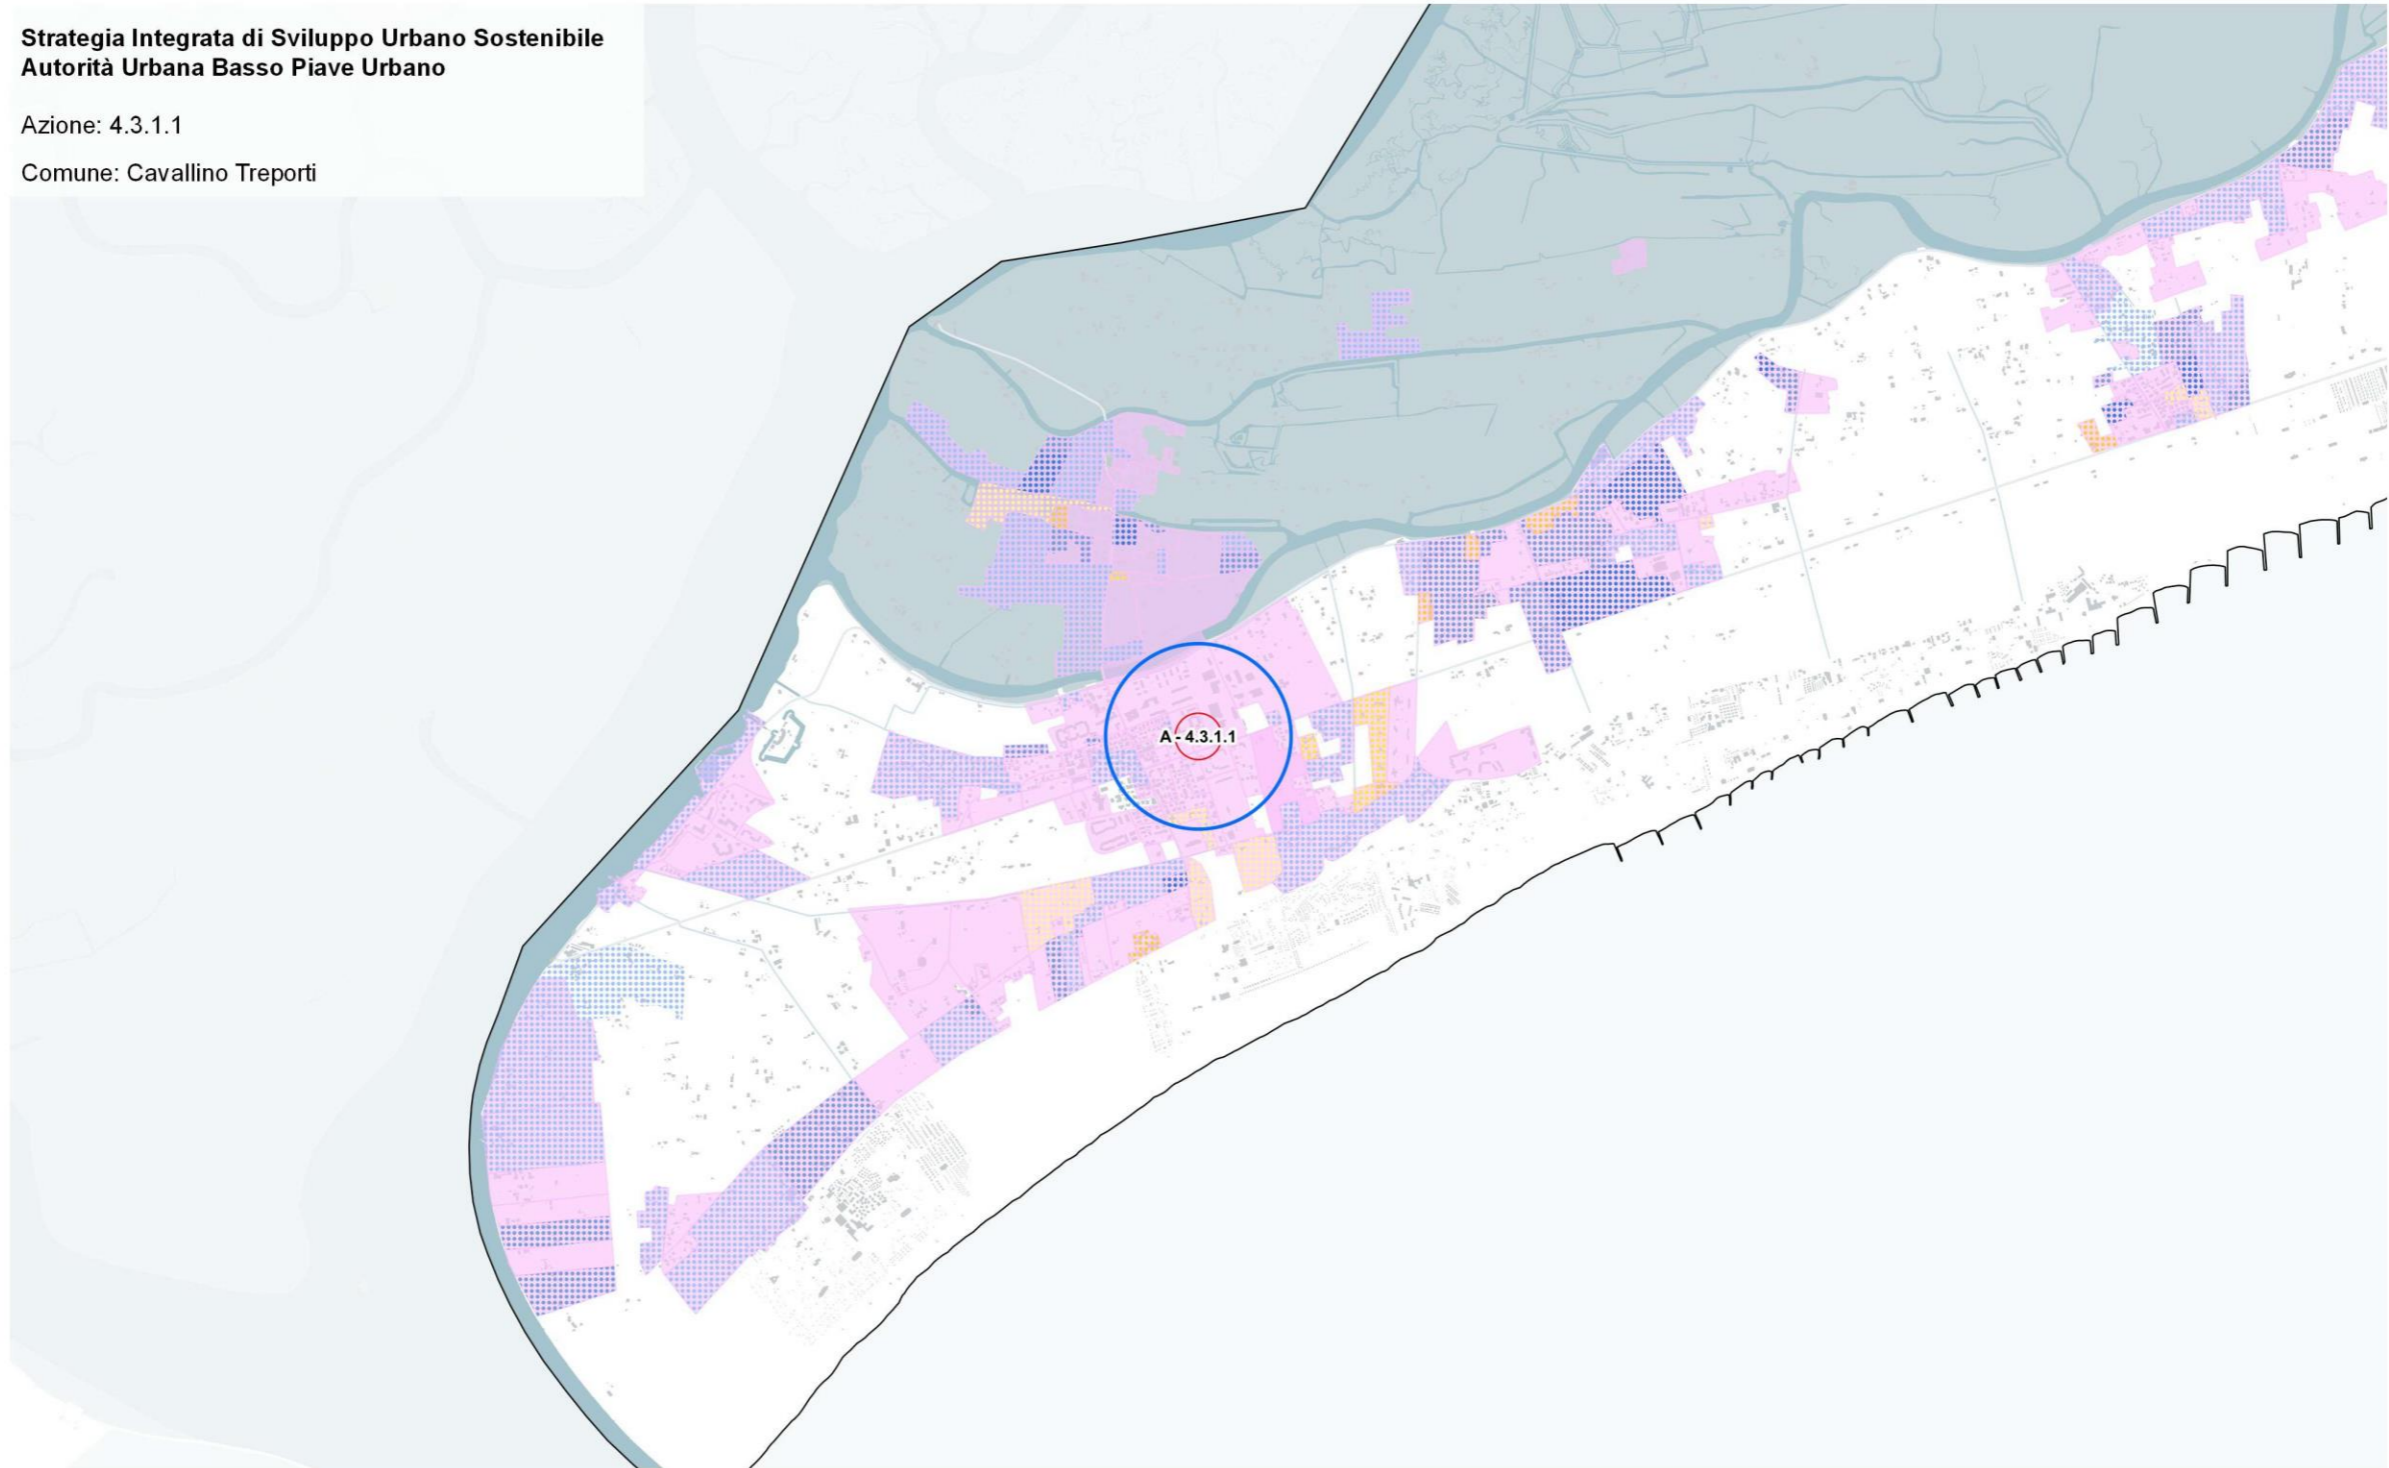 Strategia Integrata di Sviluppo Urbano Sostenibile
Autorità Urbana Basso Piave Urbano
Azione: 4.3.1.1
Comune: Cavallino Treporti
A - 4.3.1.1